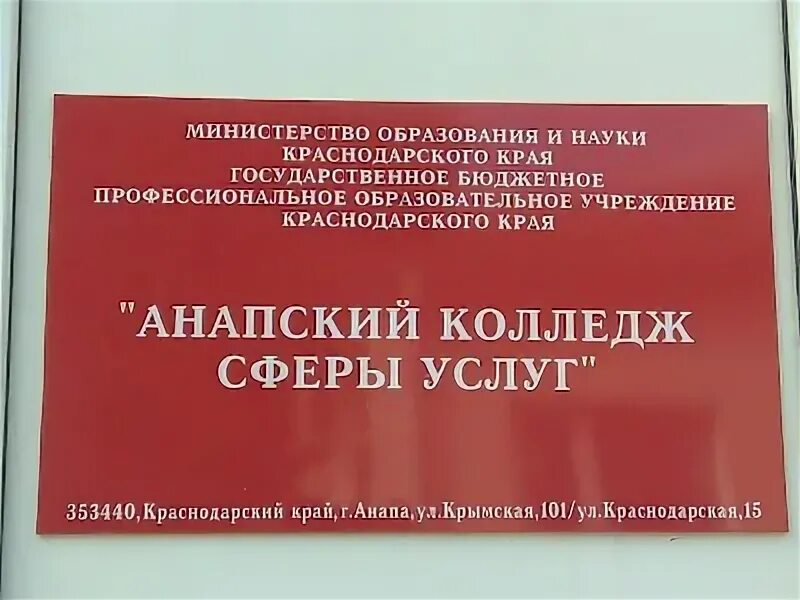 МИНИСТЕРСТВО ОБРАЗОВАНИЯ И НАУКИ
КРАСНОДАРСКОГО КРАЯ
ГОСУДАРСТВЕННОЕ БЮДЖЕТНОЕ
ПРОФЕССИОНАЛЬНОЕ ОБРАЗОВАТЕЛЬНОЕ УЧРЕЖДЕНИЕ
КРАСНОДАРСКОГО КРАЯ
"АНАПСКИЙ КОЛЛЕДЖ
СФЕРЫ УСЛУГ"
353440,Краснодарский край,г.Анапа,ул.Крымская,101/ул.Краснодарская,15